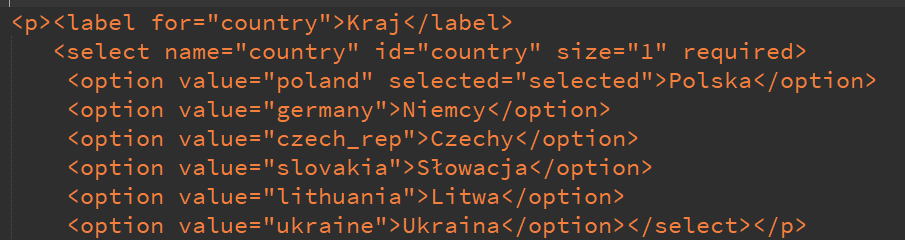 <p><label for="country">Kraj</label>
<select name="country" id="country" size="1" required>
<option value="poland" selected="selected">Polska</option>
<option value="germany">Niemcy</option>
<option value="czech_rep">Czechy</option>
<option value="slovakia">Słowacja</option>
<option value="lithuania">Litwa</option>
<option value="ukraine">Ukraina</option></select></p>